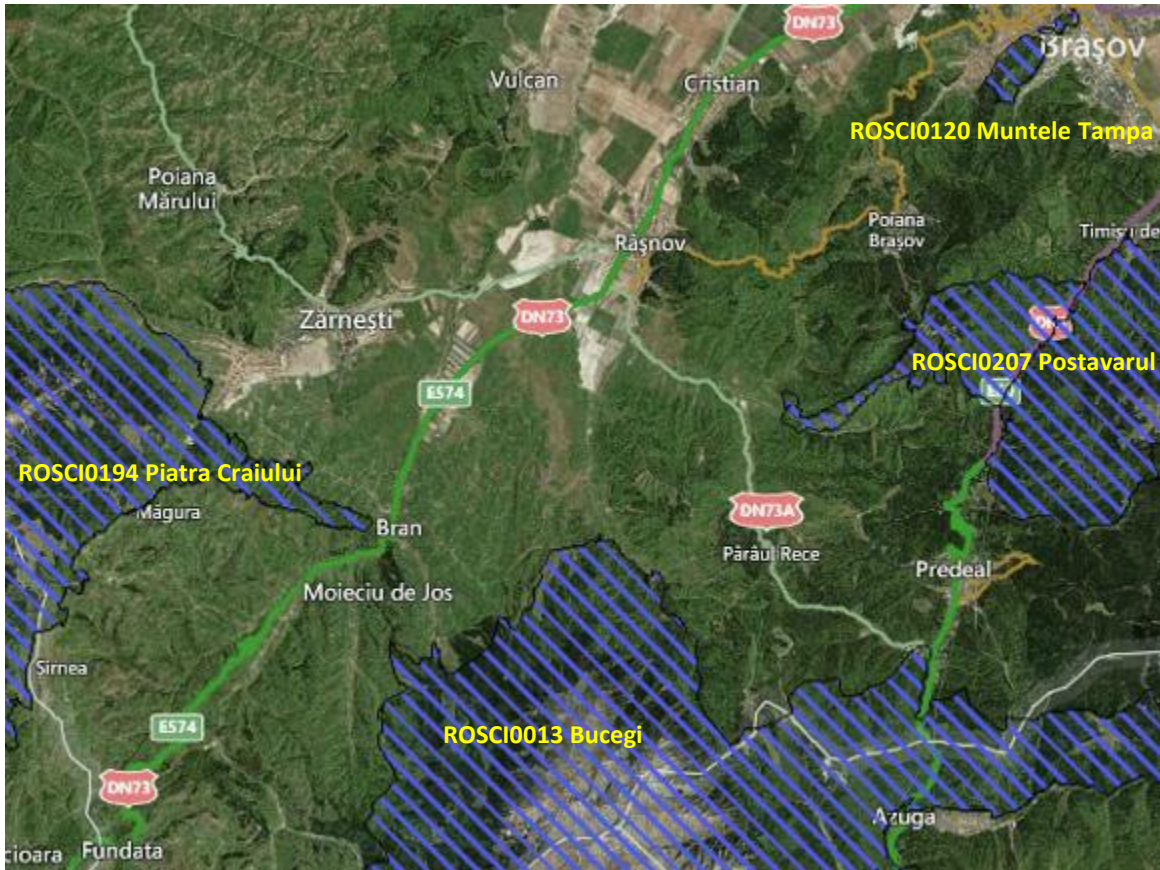 DN73
Brașov
Vulcan
Cristian
ROSCI0120 Muntele Tampa
Poiana
Mărului
Poiana
Brașov
Timișu de
Râșnov
Zărnești
DN73
ROSCI0207 Postavarul
E574
ROSCI0194 Piatra Craiului
Măgura
Bran
DN73A
Pârâul Rece
Predeal
Moieciu de Jos
Șirnea
E574
ROSCI0013 Bucegi
DN73
Azuga
cioara
Fundata